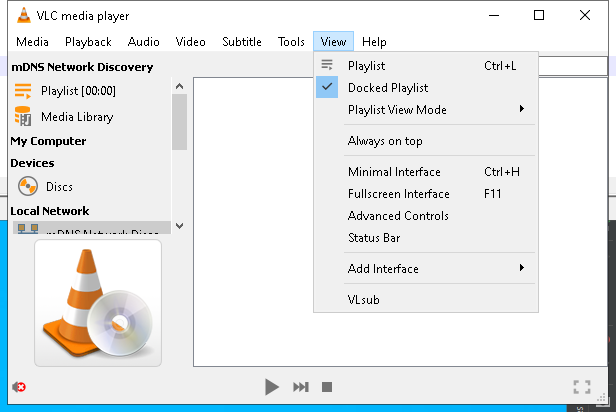 VLC media player
Media Playback Audio Video Subtitle Tools View Help
mDNS Network Discovery
Playlist [00:00]
Media Library
My Computer
Devices
Discs
Local Network
mDNS Network Disco
Playlist Ctrl+L
Docked Playlist
Playlist View Mode
Always on top
Minimal Interface Ctrl+H
Fullscreen Interface F11
Advanced Controls
Status Bar
Add Interface
VLsub